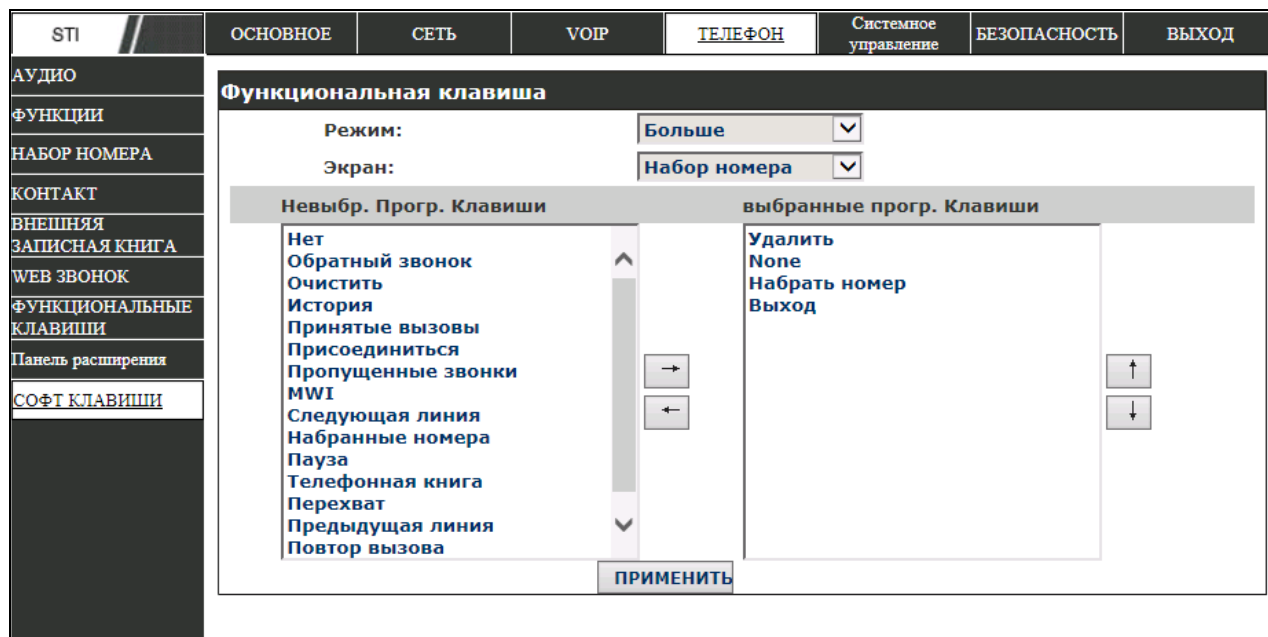 STI
ОСНОВНОЕ
СЕТЬ
VOIP
ТЕЛЕФОН
Системное
управление
БЕЗОПАСНОСТЬ
ВЫХОД
АУДИО
ФУНКЦИИ
НАБОР НОМЕРА
КОНТАКТ
ВНЕШНЯЯ
ЗАПИСНАЯ КНИГА
WEB ЗВОНОК
ФУНКЦИОНАЛЬНЫЕ
КЛАВИШИ
Панель расширения
СОФТ КЛАВИШИ
Функциональная клавиша
Режим: Больше
Экран: Набор номера
Невыбр. Прогр. Клавиши
выбранные прогр. Клавиши
Нет
Обратный звонок
Очистить
История
Принятые вызовы
Присоединиться
Пропущенные звонки
MWI
Следующая линия
Набранные номера
Пауза
Телефонная книга
Перехват
Предыдущая линия
Повтор вызова
→
←
Удалить
None
Набрать номер
Выход
↑
↓
ПРИМЕНИТЬ